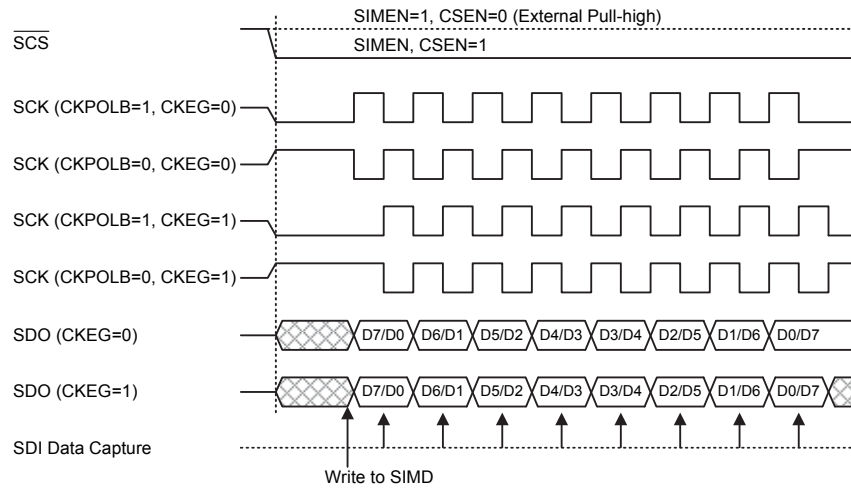 SIMEN=1, CSEN=0 (External Pull-high)
SCS
SIMEN, CSEN=1
SCK (CKPOLB=1, CKEG=0)
SCK (CKPOLB=0, CKEG=0)
SCK (CKPOLB=1, CKEG=1)
SCK (CKPOLB=0, CKEG=1)
SDO (CKEG=0) D7/D0 D6/D1 D5/D2 D4/D3 D3/D4 D2/D5 D1/D6 D0/D7
SDO (CKEG=1) D7/D0 D6/D1 D5/D2 D4/D3 D3/D4 D2/D5 D1/D6 D0/D7
SDI Data Capture
Write to SIMD